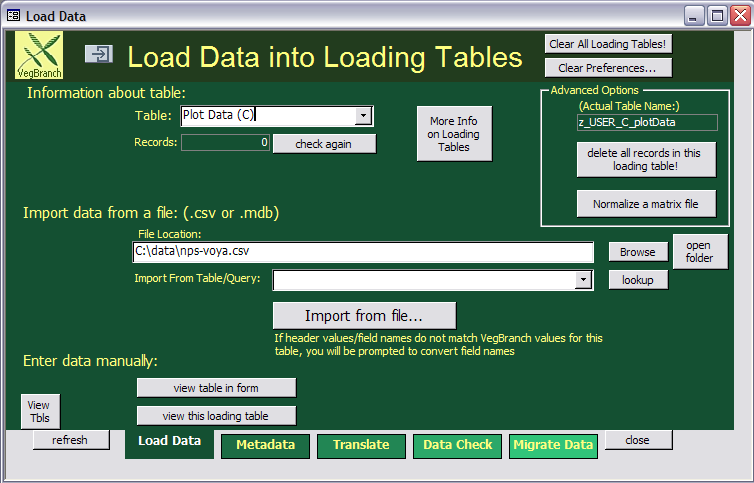 Load Data
VegBranch
Load Data into Loading Tables
Clear All Loading Tables!
Clear Preferences...
Information about table:
Table:
Plot Data (C)
Records:
0
check again
More Info
on Loading
Tables
Advanced Options
(Actual Table Name:)
z_USER_C_plotData
delete all records in this
loading table!
Normalize a matrix file
Import data from a file: (.csv or .mdb)
File Location:
C:\data\nps-voya.csv
Browse
open
folder
Import From Table/Query:
lookup
Import from file...
If header values/field names do not match VegBranch values for this
table, you will be prompted to convert field names
Enter data manually:
view table in form
View
Tbls
view this loading table
refresh
Load Data
Metadata
Translate
Data Check
Migrate Data
close